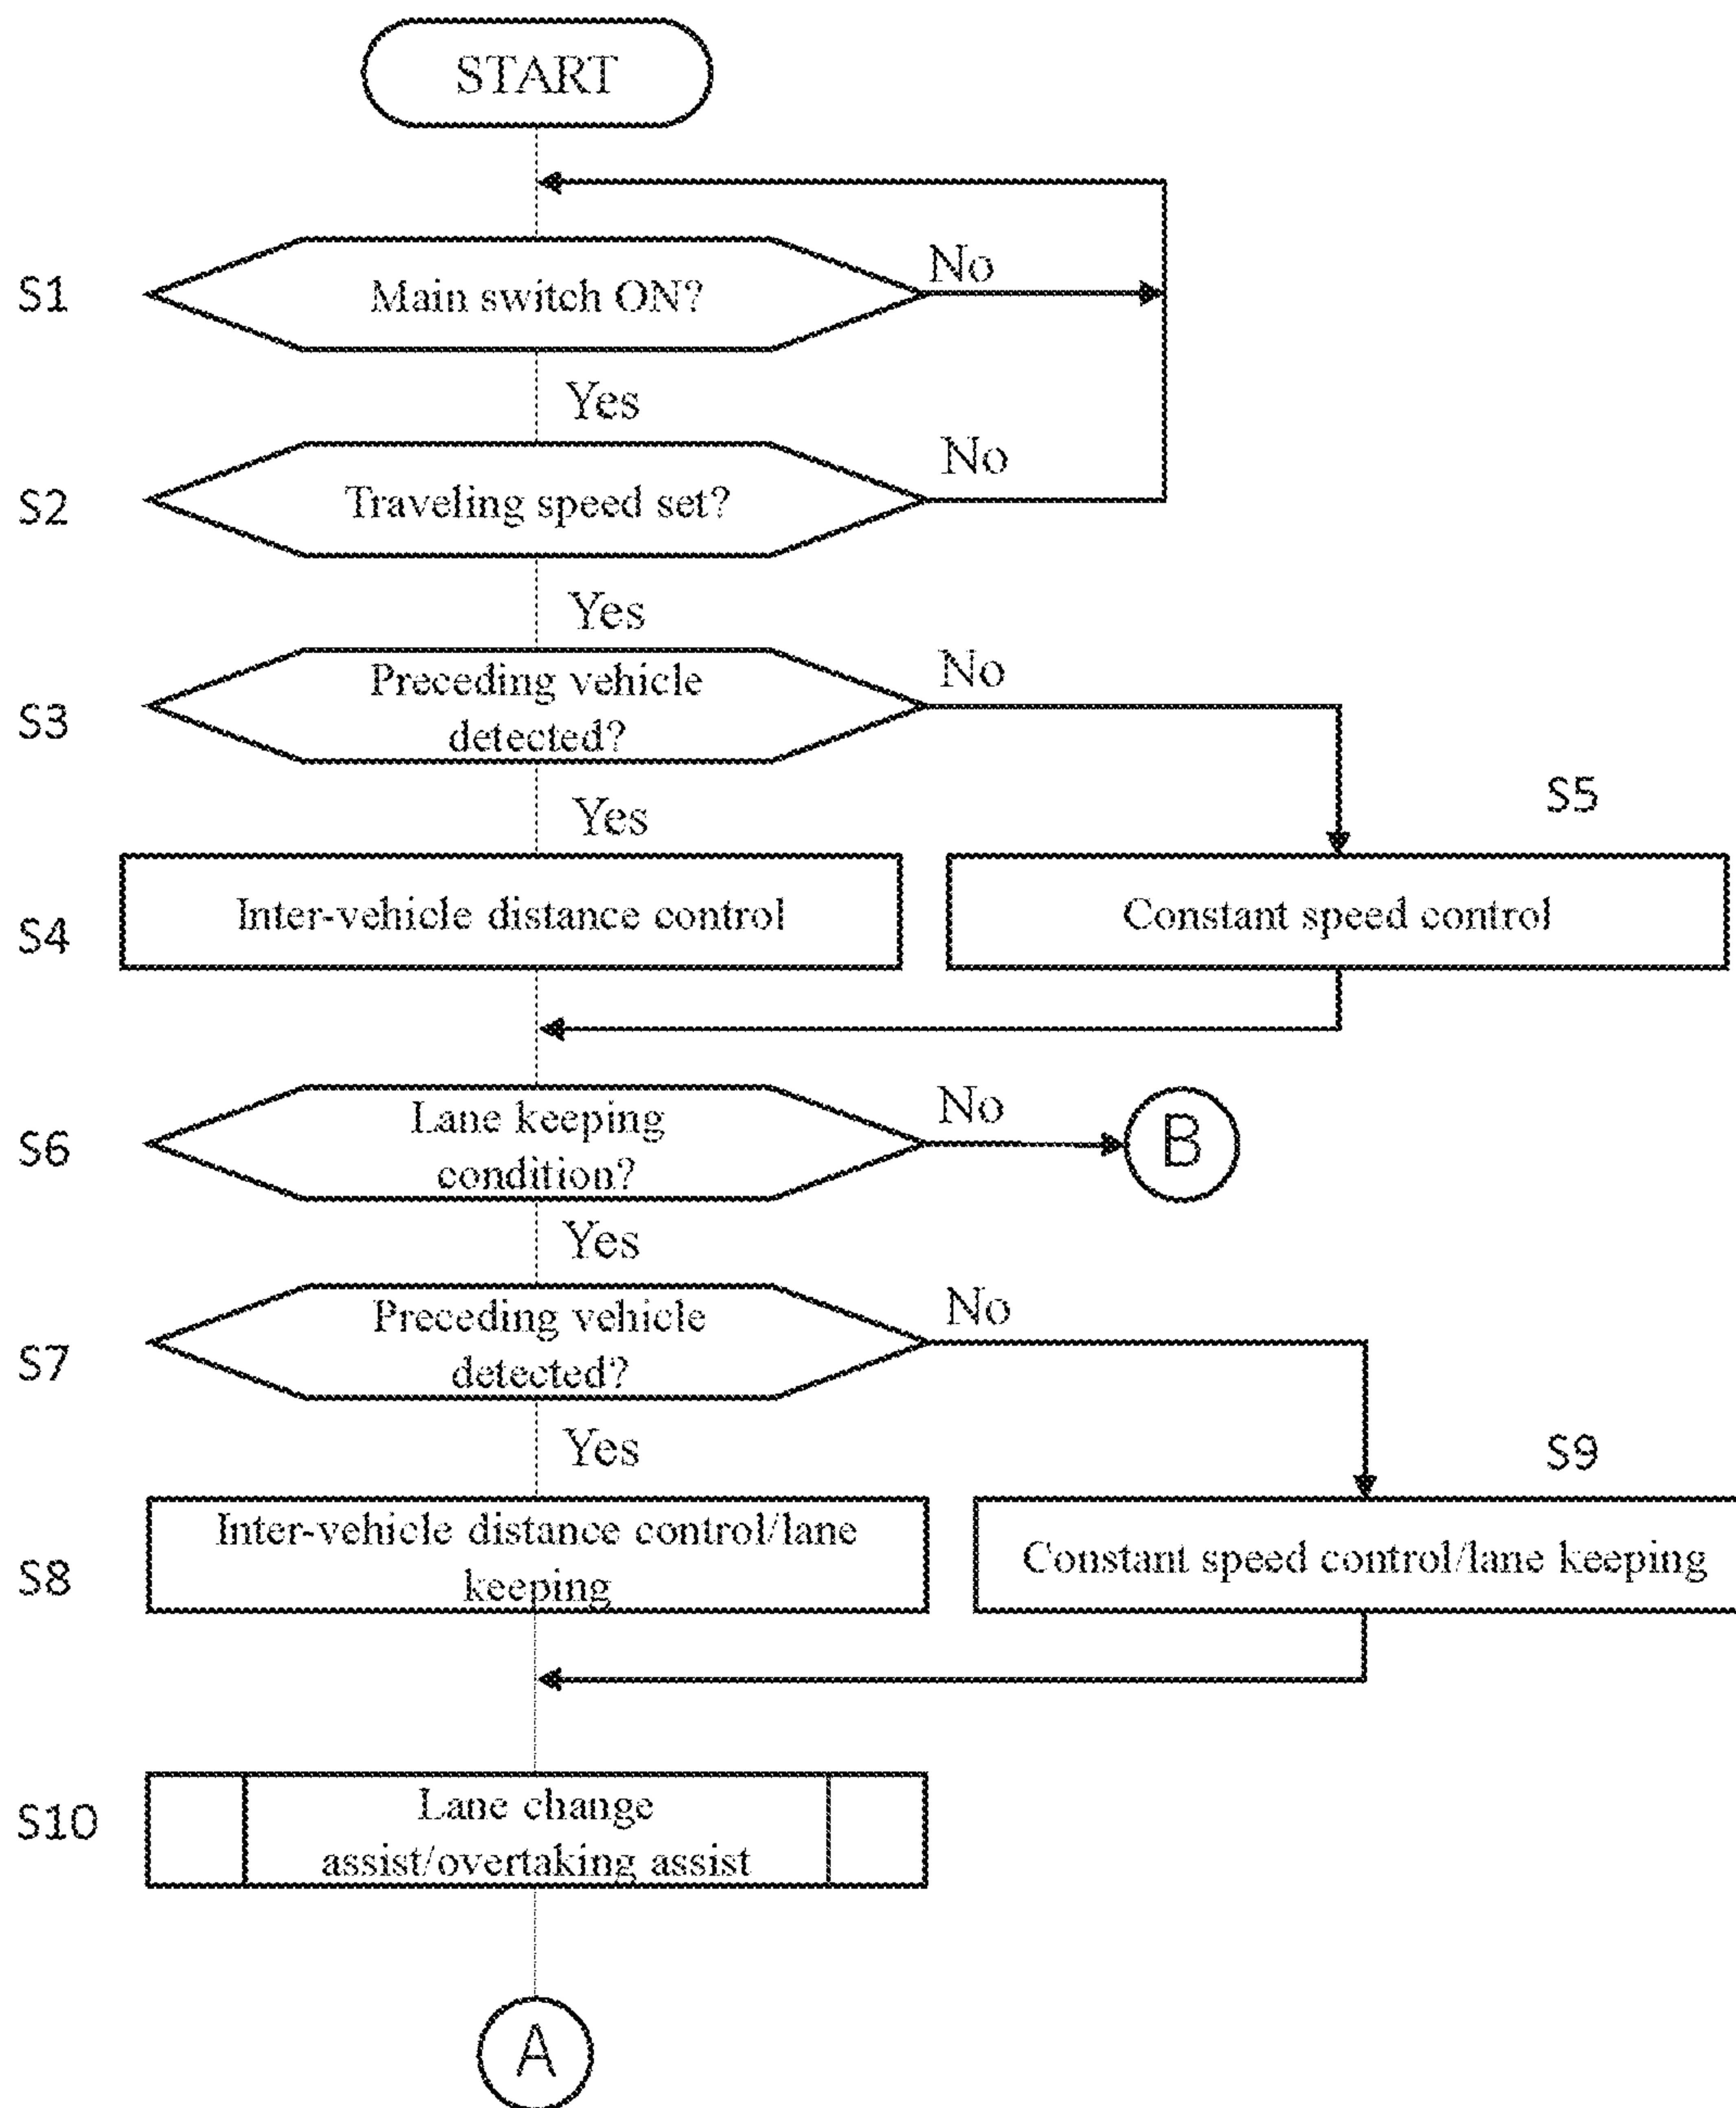 START
S1
Main switch ON?
No
Yes
S2
Traveling speed set?
No
Yes
S3
Preceding vehicle
detected?
No
Yes
S5
S4
Inter-vehicle distance control
Constant speed control
S6
Lane keeping
condition?
No
B
Yes
S7
Preceding vehicle
detected?
No
Yes
S9
S8
Inter-vehicle distance control/lane
keeping
Constant speed control/lane keeping
S10
Lane change
assist/overtaking assist
A